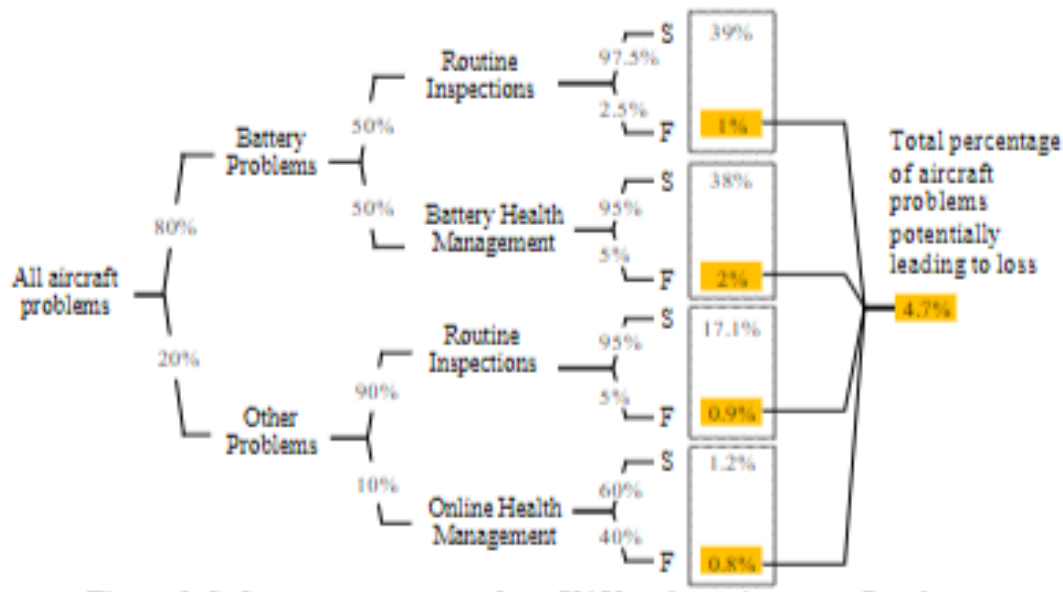 All aircraft
problems
80%
20%
Battery
Problems
50%
50%
Routine
Inspections
97.5%
2.5%
S
39%
F
1%
Battery Health
Management
95%
5%
S
38%
F
2%
Other
Problems
90%
10%
Routine
Inspections
95%
5%
S
17.1%
F
0.9%
Online Health
Management
60%
40%
S
1.2%
F
0.8%
Total percentage
of aircraft
problems
potentially
leading to loss
4.7%